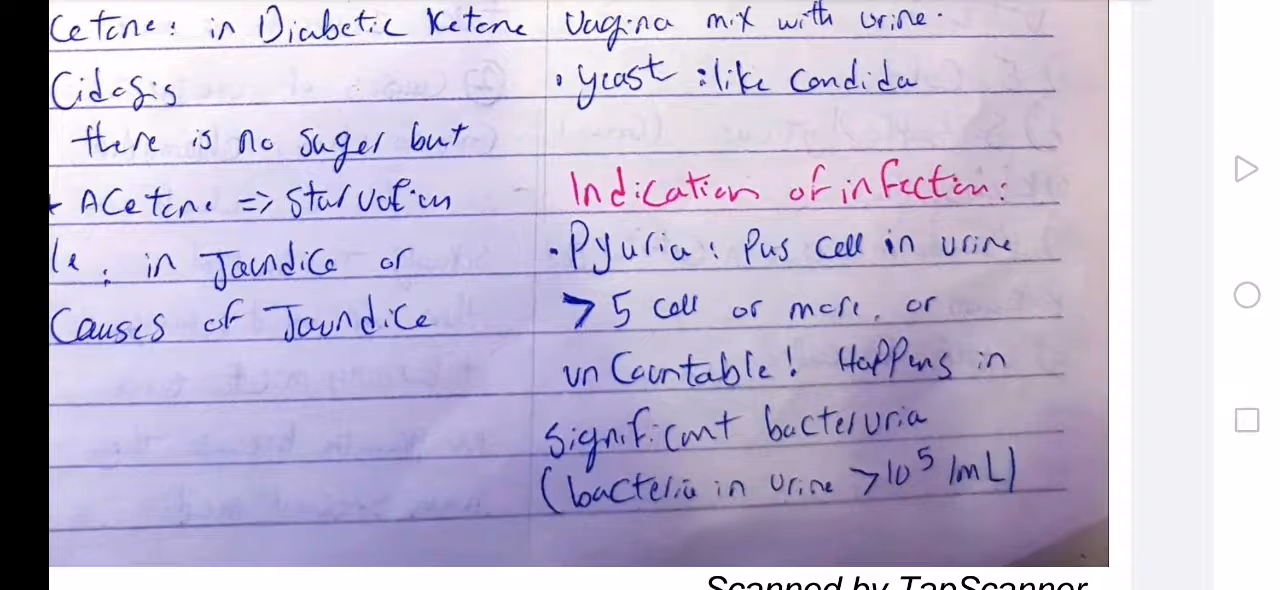 Cetone: in Diabetic Ketone
Cidosis
there is no suger but
ACetone => Starvation
le: in Jaundice or
Causes of Jaundice
Vagina mix with urine.
• yeast : like Candida
Indication of infection:
• Pyuria: Pus Cell in urine
> 5 Cell or more, or
unCountable! Happens in
Significant bacteruria
(bacteria in urine >10^5 /mL)
Scanned by TapScanner